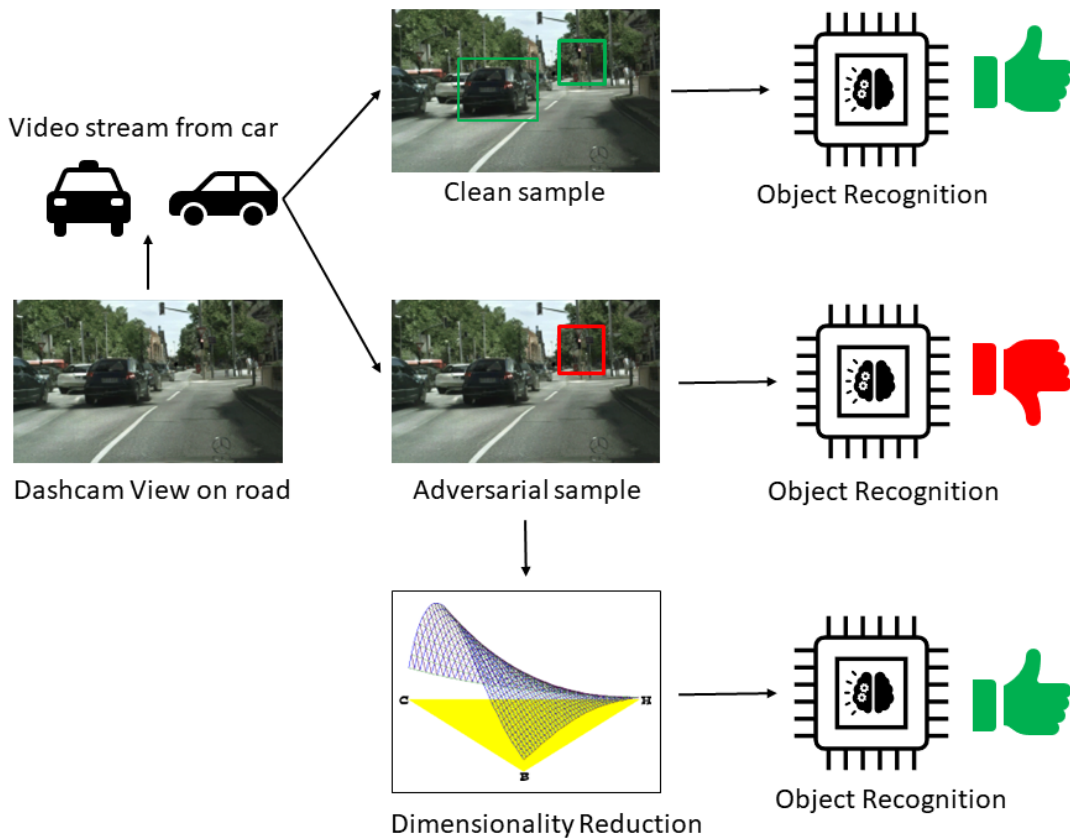 Video stream from car
Clean sample
Object Recognition
Dashcam View on road
Adversarial sample
Object Recognition
C
H
B
Dimensionality Reduction
Object Recognition